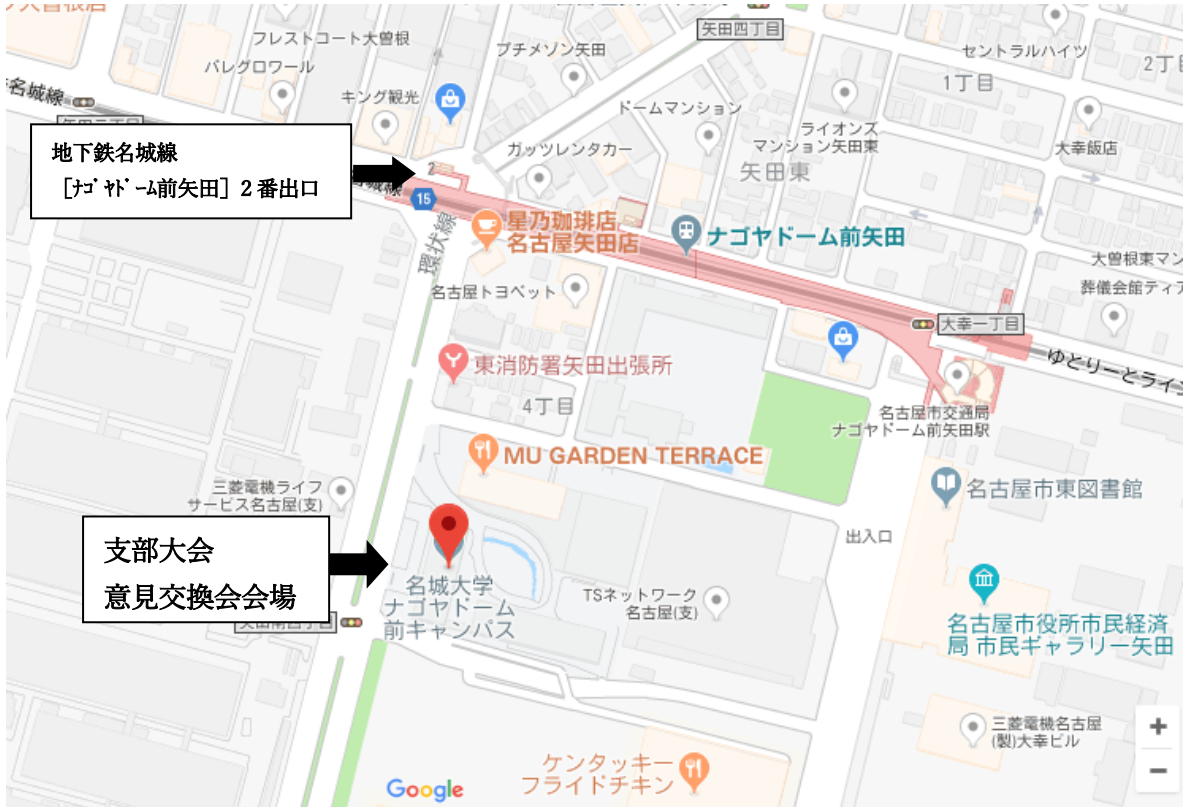 フレストコート大曽根
バレグロワール
プチメゾン矢田
矢田四丁目
セントラルハイツ
1丁目
2丁目
名城線
キング観光
ドームマンション
ライオンズ
マンション矢田東
大幸飯店
矢田東
地下鉄名城線
［ﾅｺﾞﾔﾄﾞｰﾑ前矢田］２番出口
2
ガッツレンタカー
15
環状線
星乃珈琲店
名古屋矢田店
ナゴヤドーム前矢田
大曽根東マン
葬儀会館ティア
名古屋トヨペット
大幸一丁目
ゆとりーとライ
東消防署矢田出張所
4丁目
名古屋市交通局
ナゴヤドーム前矢田駅
MU GARDEN TERRACE
三菱電機ライフ
サービス名古屋(支)
名古屋市東図書館
出入口
支部大会
意見交換会会場
名城大学
ナゴヤドーム
前キャンパス
TSネットワーク
名古屋(支)
名古屋市役所市民経済
局 市民ギャラリー矢田
三菱電機名古屋
(製)大幸ビル
ケンタッキー
フライドチキン
Google
+
−